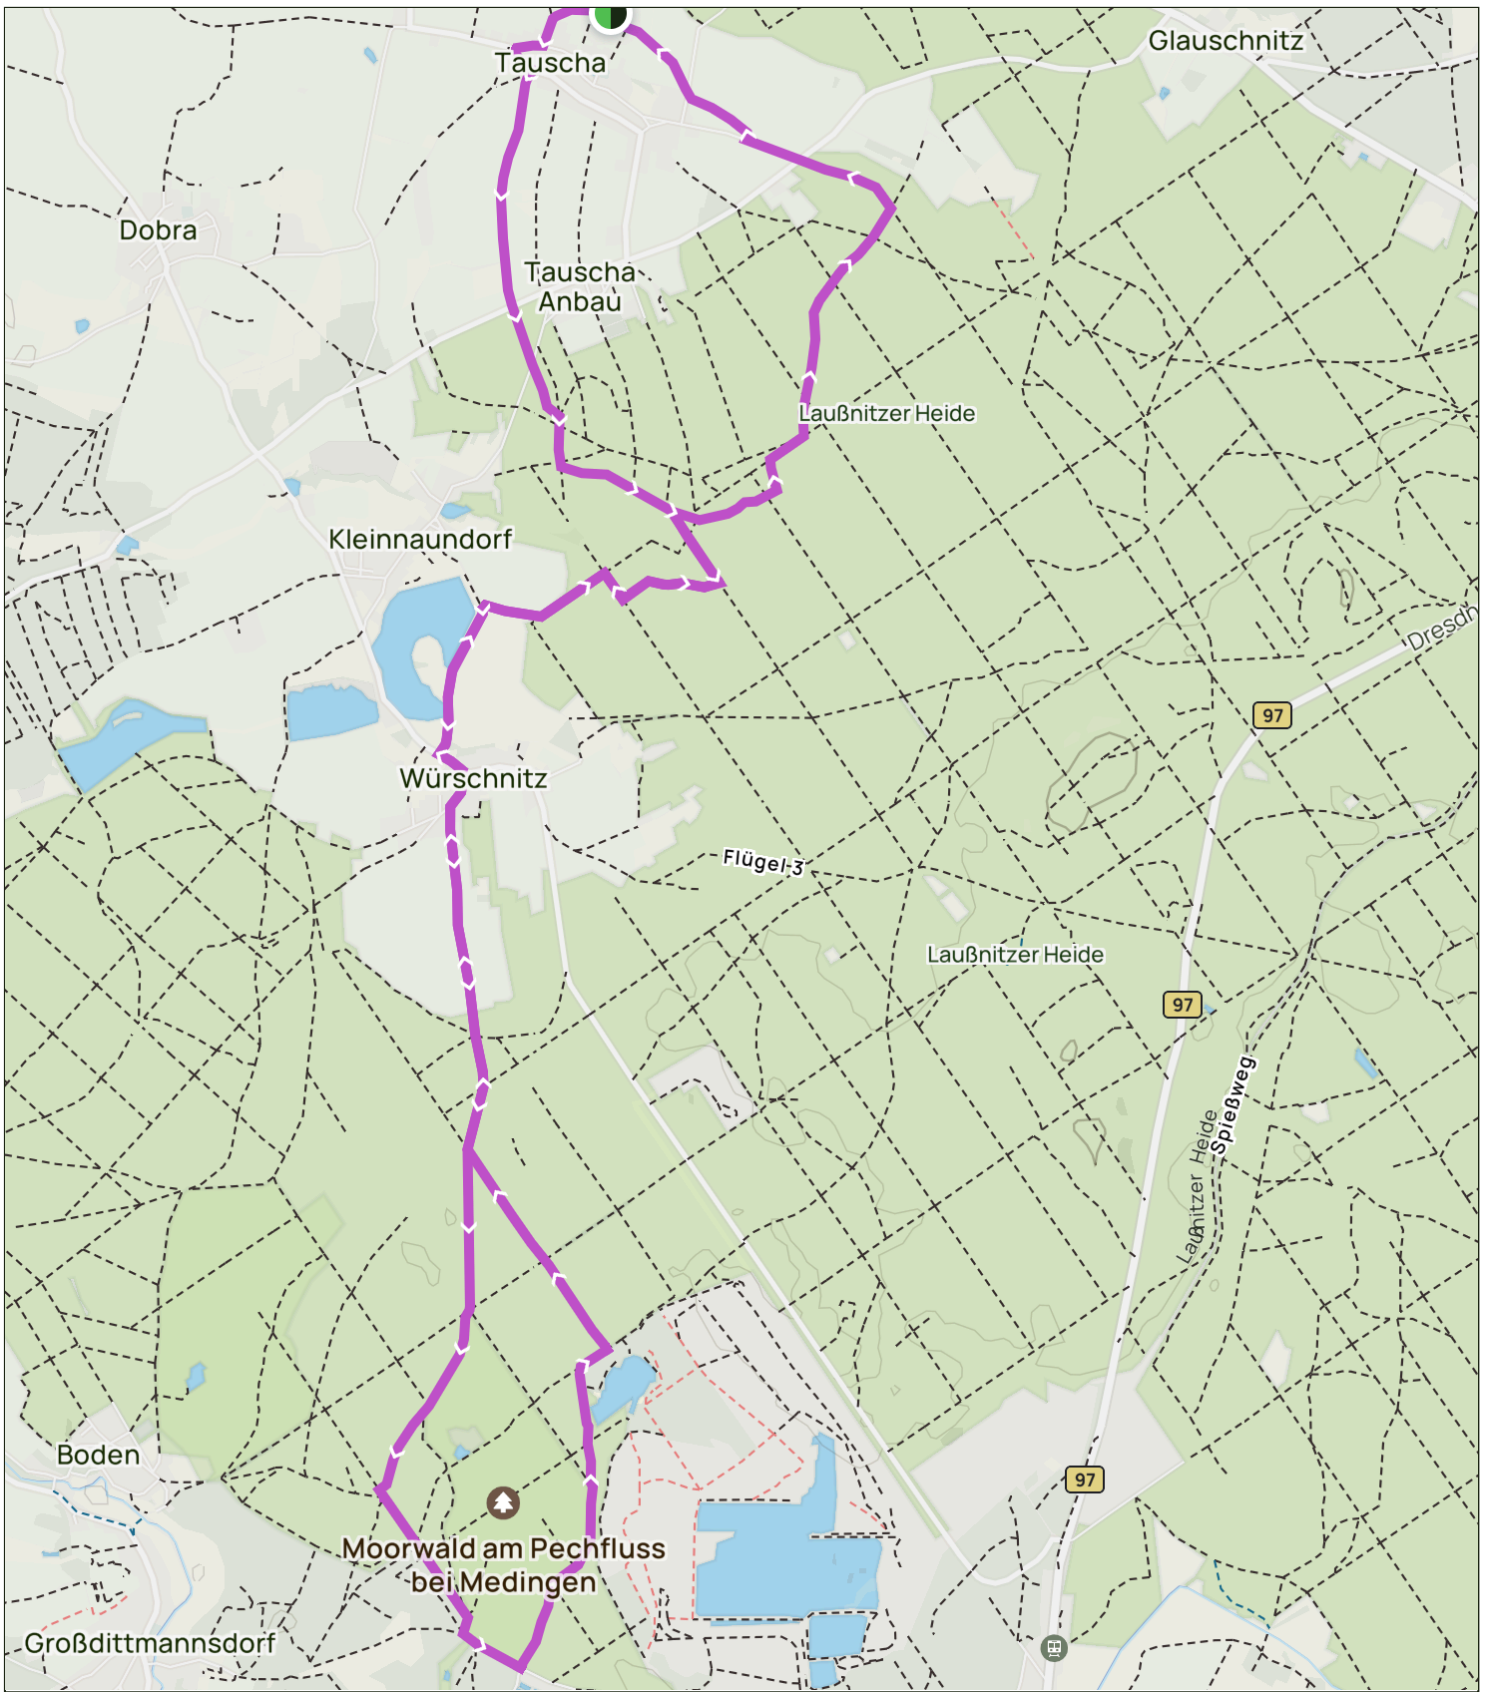 Glauschnitz
Tauscha
Dobra
Tauscha
Anbau
Laußnitzer Heide
Kleinnaundorf
Dresdn
97
Würschnitz
Flügel 3
Laußnitzer Heide
97
Spießweg
Laußnitzer Heide
Boden
97
Moorwald am Pechfluss
bei Medingen
Großdittmannsdorf